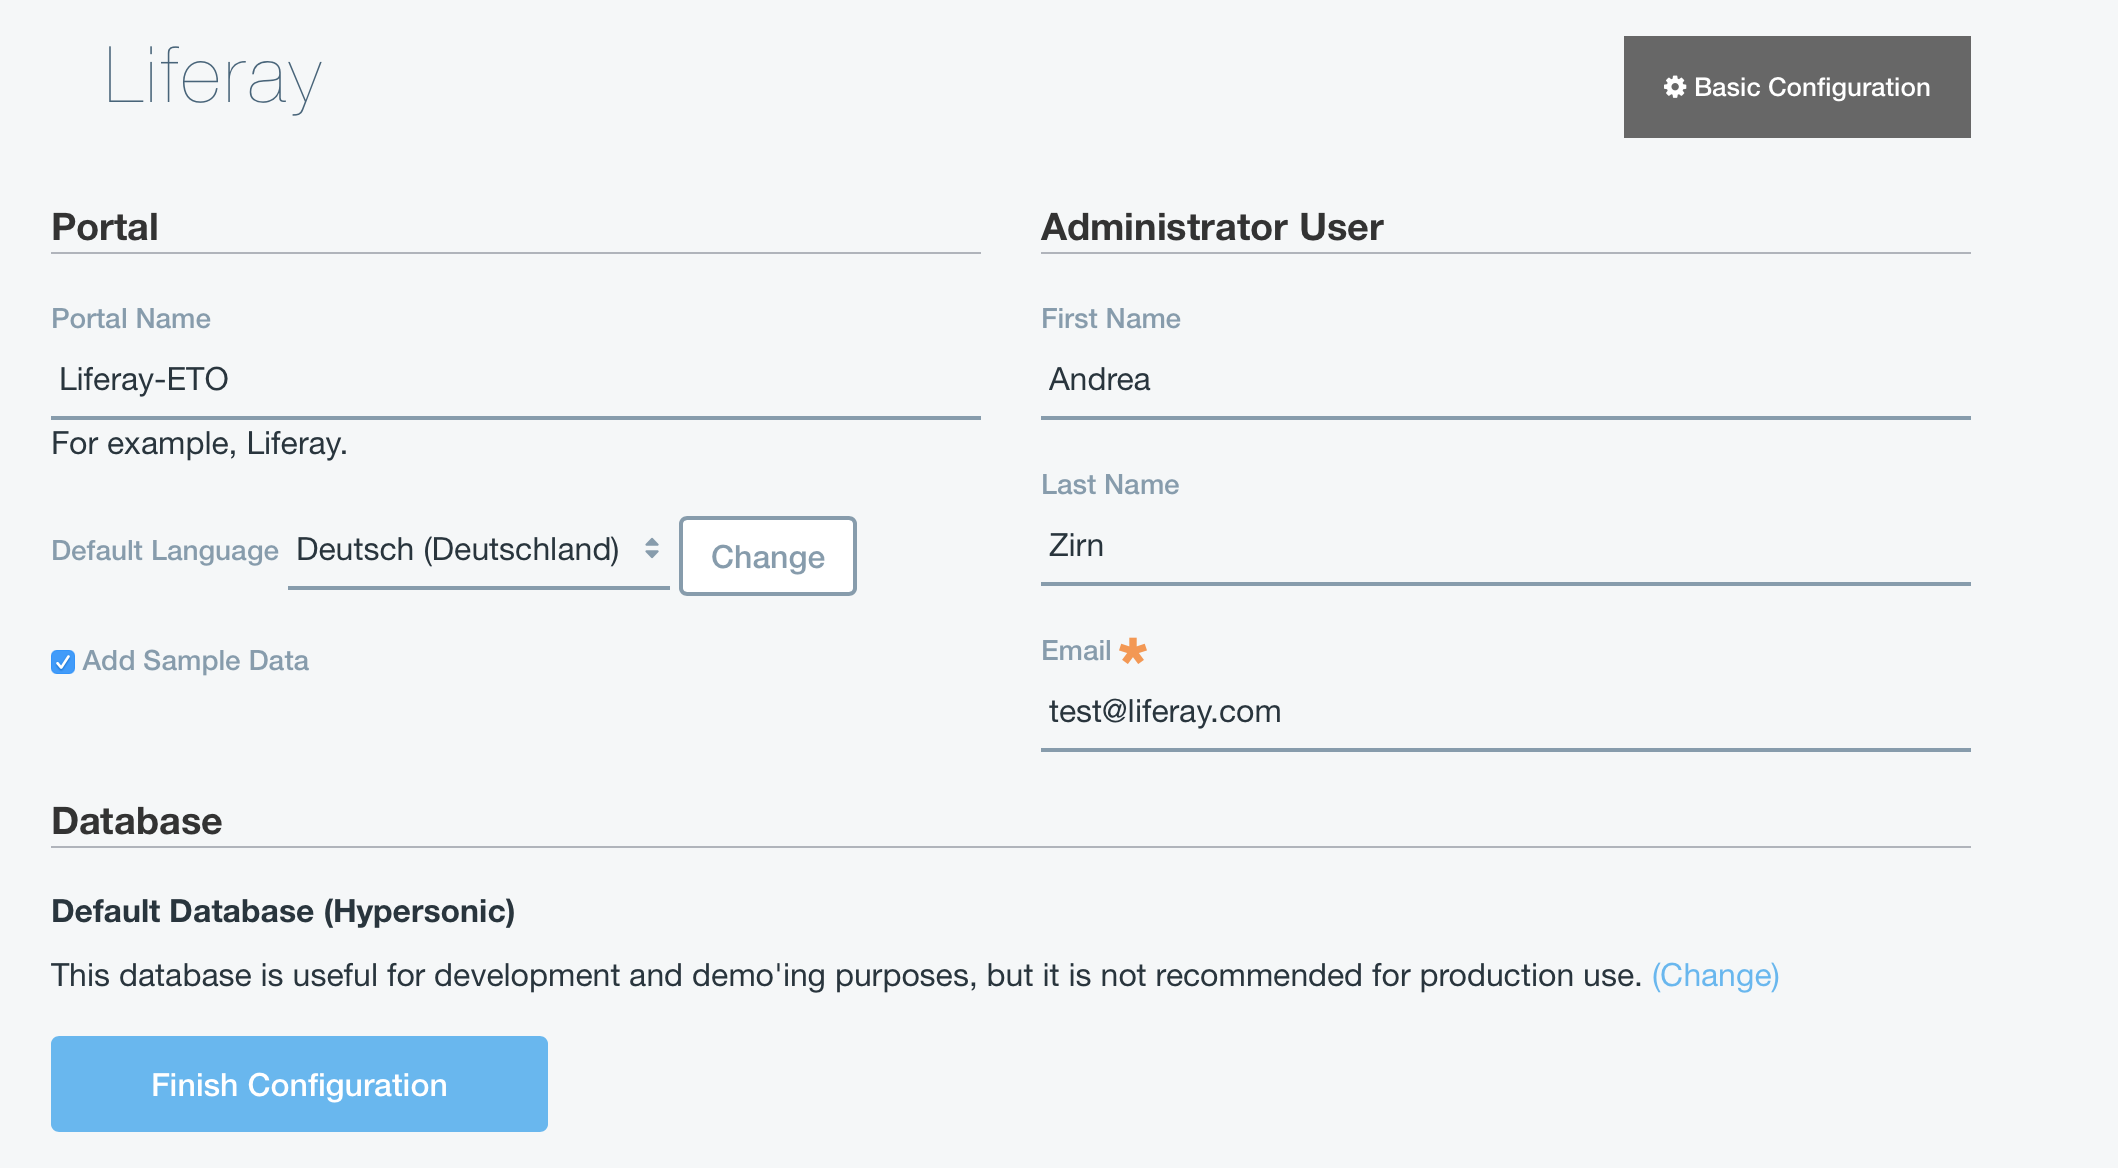 Liferay
Basic Configuration
Portal
Portal Name
Liferay-ETO
For example, Liferay.
Default Language Deutsch (Deutschland) Change
Add Sample Data
Administrator User
First Name
Andrea
Last Name
Zirn
Email *
test@liferay.com
Database
Default Database (Hypersonic)
This database is useful for development and demo'ing purposes, but it is not recommended for production use. (Change)
Finish Configuration